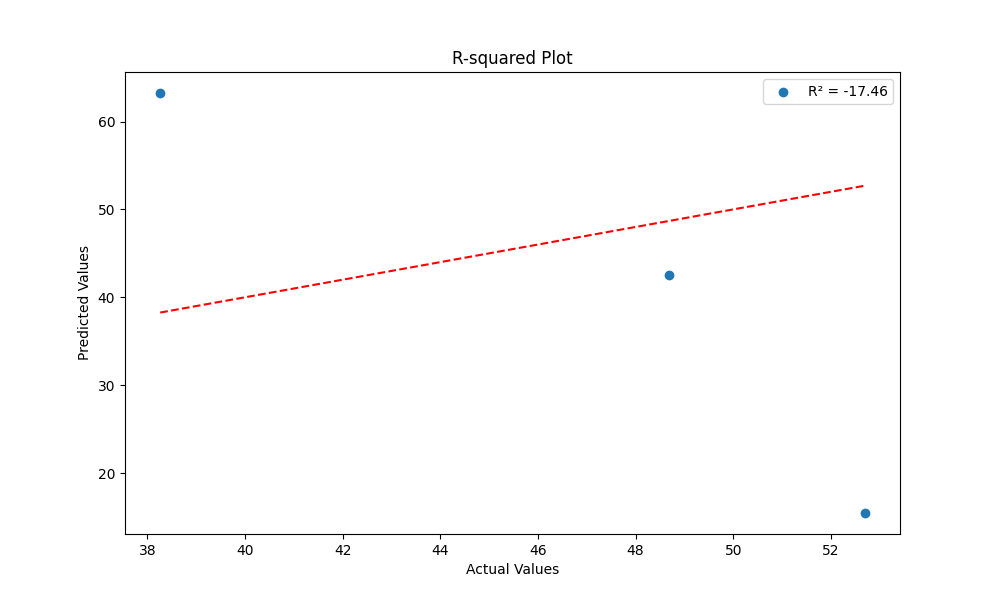 R-squared Plot
R² = -17.46
Predicted Values
60
50
40
30
20
38 40 42 44 46 48 50 52
Actual Values